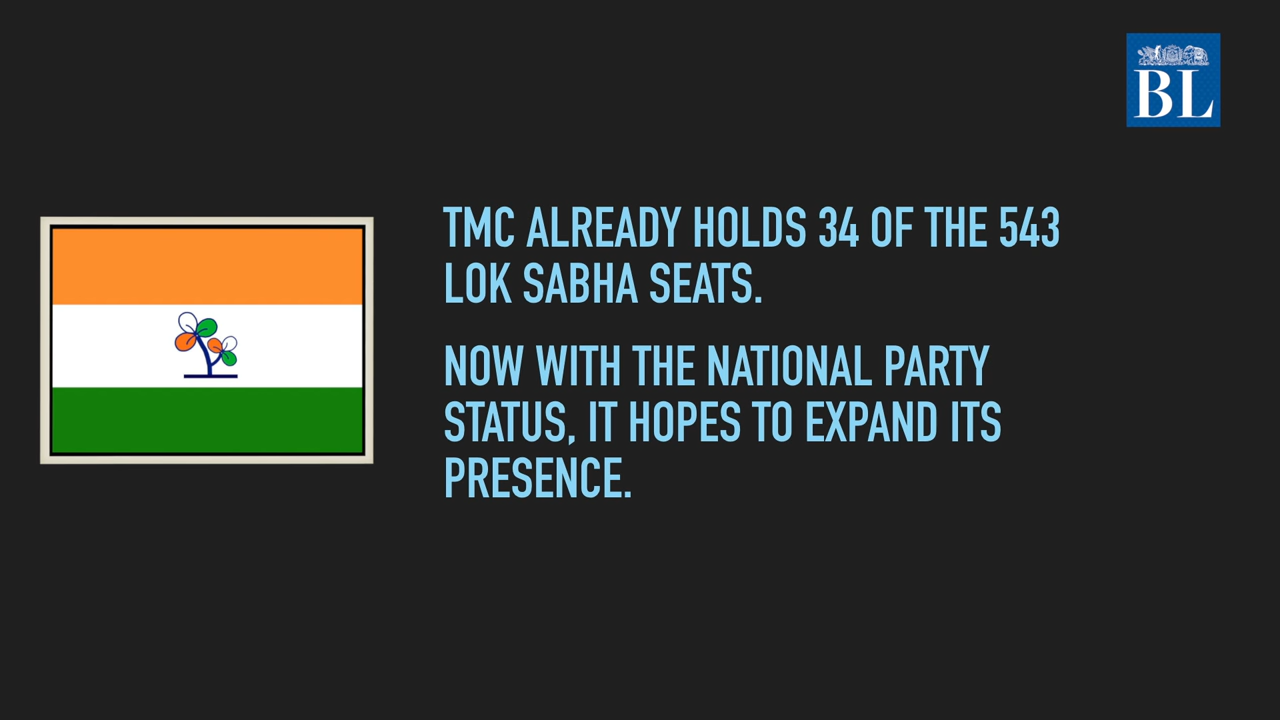 BL
TMC ALREADY HOLDS 34 OF THE 543
LOK SABHA SEATS.
NOW WITH THE NATIONAL PARTY
STATUS, IT HOPES TO EXPAND ITS
PRESENCE.